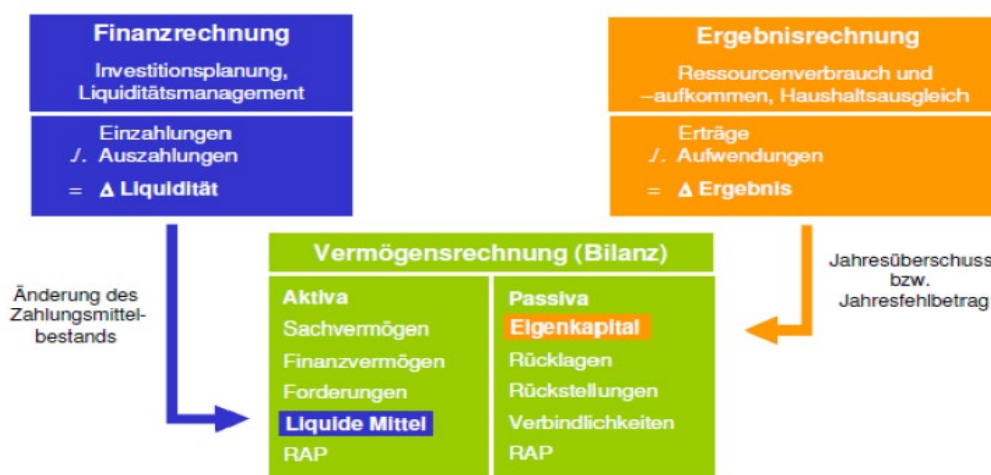 Finanzrechnung
Investitionsplanung,
Liquiditätsmanagement
Einzahlungen
./. Auszahlungen
= Δ Liquidität
Ergebnisrechnung
Ressourcenverbrauch und
–aufkommen, Haushaltsausgleich
Erträge
./. Aufwendungen
= Δ Ergebnis
Änderung des
Zahlungsmittel-
bestands
Vermögensrechnung (Bilanz)
Aktiva
Sachvermögen
Finanzvermögen
Forderungen
Liquide Mittel
RAP
Passiva
Eigenkapital
Rücklagen
Rückstellungen
Verbindlichkeiten
RAP
Jahresüberschuss
bzw.
Jahresfehlbetrag